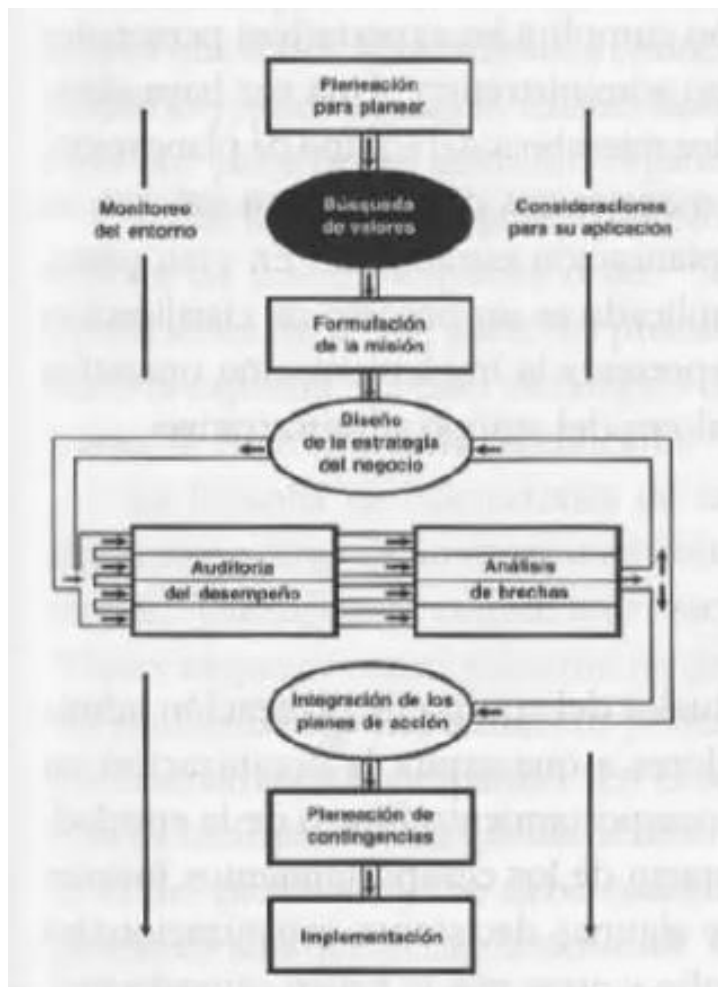 Planeación
para planear
Monitoreo
del entorno
Búsqueda
de valores
Consideraciones
para su aplicación
Formulación
de la misión
Diseño
de la estrategia
del negocio
Auditoría
del desempeño
Análisis
de brechas
Integración de los
planes de acción
Planeación de
contingencias
Implementación